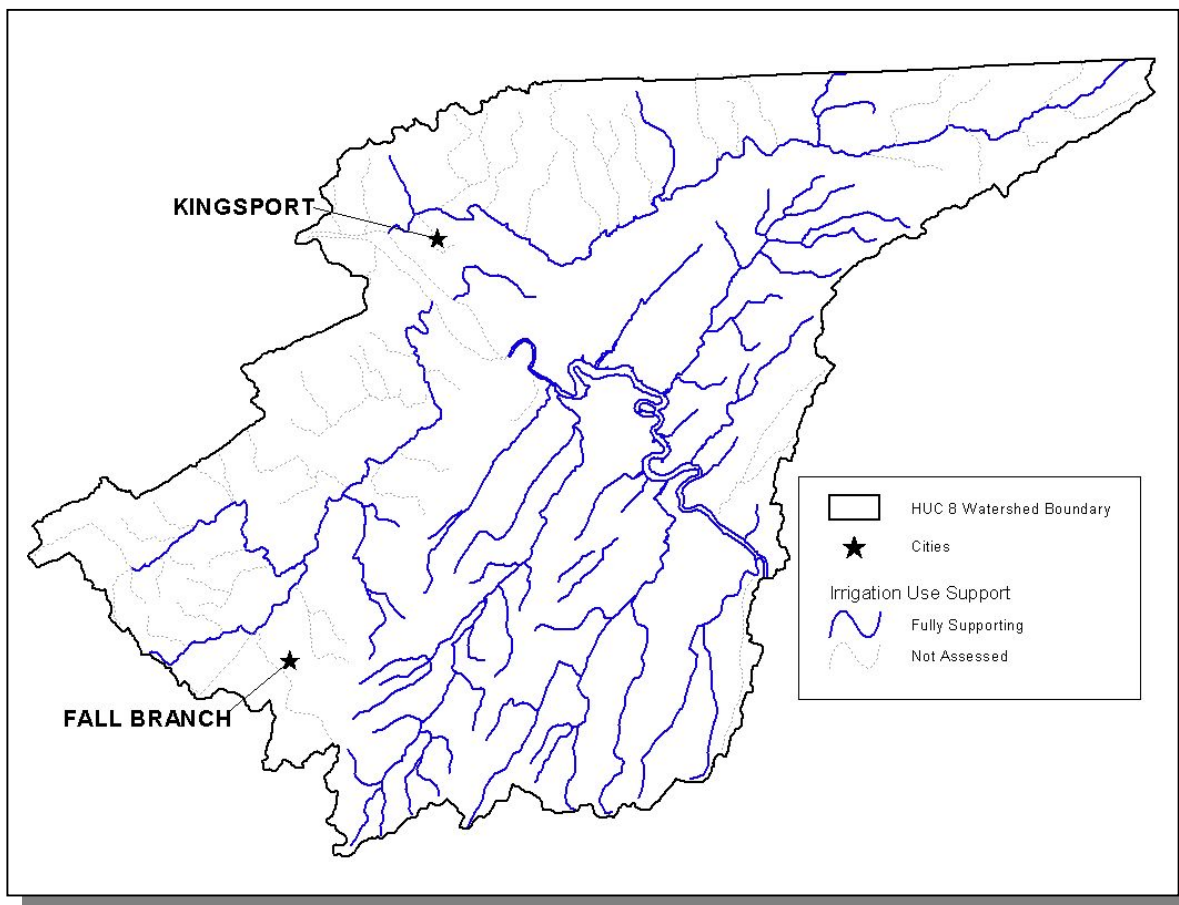 KINGSPORT
FALL BRANCH
HUC 8 Watershed Boundary
Cities
Irrigation Use Support
Fully Supporting
Not Assessed